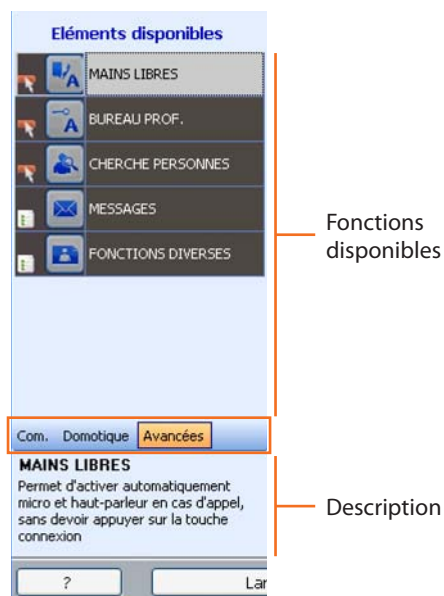 Eléments disponibles
MAINS LIBRES
BUREAU PROF.
CHERCHE PERSONNES
MESSAGES
FONCTIONS DIVERSES
Fonctions
disponibles
Com. Domotique Avancées
MAINS LIBRES
Permet d'activer automatiquement
micro et haut-parleur en cas d'appel,
sans devoir appuyer sur la touche
connexion
Description
? Lar